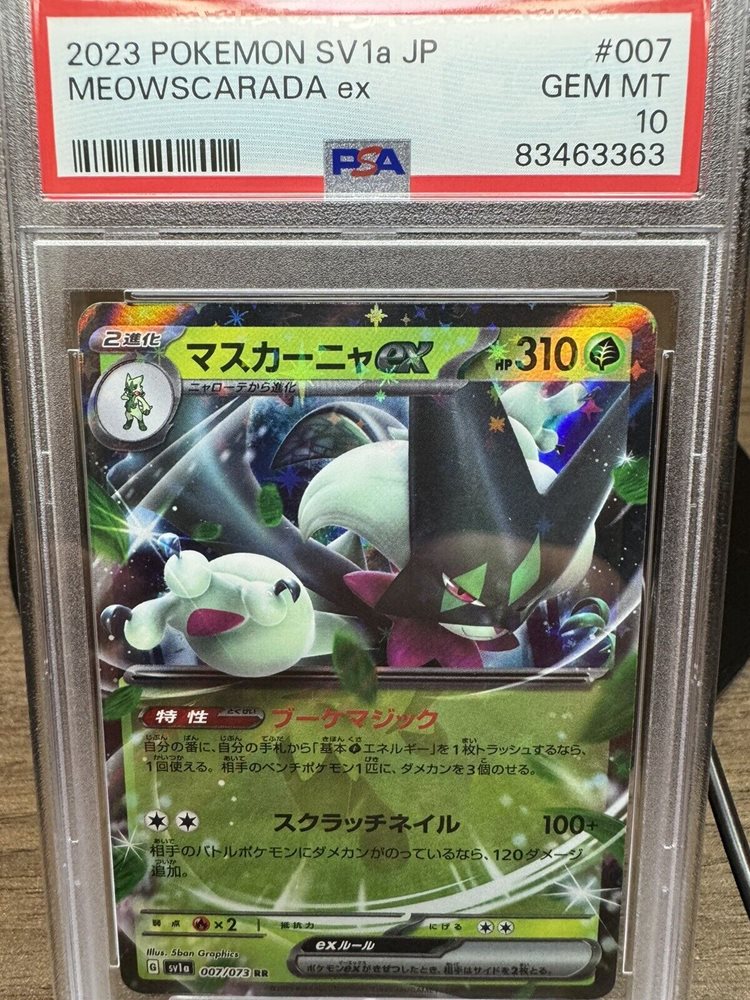 2023 POKEMON SV1a JP #007
MEOWSCARADA ex GEM MT
10
PSA 83463363
2進化 マスカーニャex HP 310
ニャローテから進化
特性 とくせい ブーケマジック
自分の番に、自分の手札から「基本エネルギー」を1枚トラッシュするなら、
1回使える。相手のベンチポケモン1匹に、ダメカンを3個のせる。
スクラッチネイル 100+
相手のバトルポケモンにダメカンがのっているなら、120ダメージ
追加。
弱点 ×2 抵抗力 にげる
Illus. 5ban Graphics exルール
G sv1a 007/073 RR ポケモンexがきぜつしたとき、相手はサイドを2枚とる。